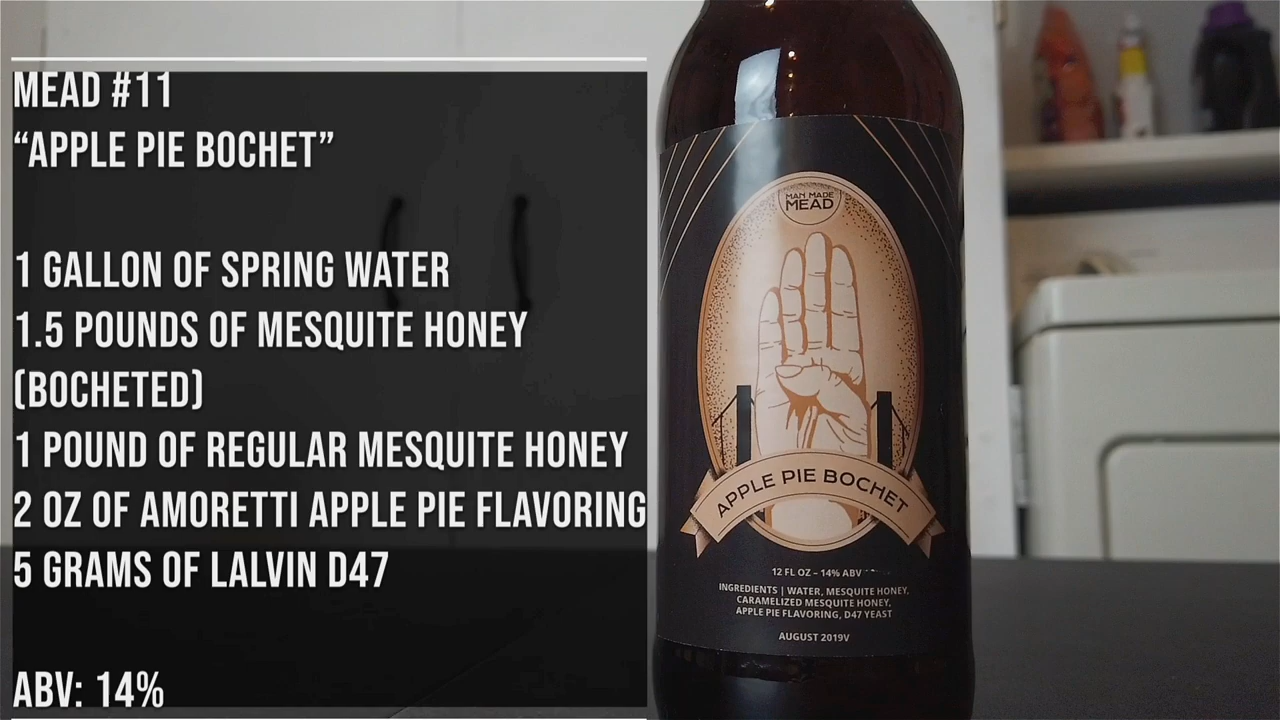 MEAD #11
“APPLE PIE BOCHET”
1 GALLON OF SPRING WATER
1.5 POUNDS OF MESQUITE HONEY
(BOCHETED)
1 POUND OF REGULAR MESQUITE HONEY
2 OZ OF AMORETTI APPLE PIE FLAVORING
5 GRAMS OF LALVIN D47
ABV: 14%
MAN MADE
MEAD
APPLE PIE BOCHET
12 FL OZ – 14% ABV
INGREDIENTS | WATER, MESQUITE HONEY,
CARAMELIZED MESQUITE HONEY,
APPLE PIE FLAVORING, D47 YEAST
AUGUST 2019V